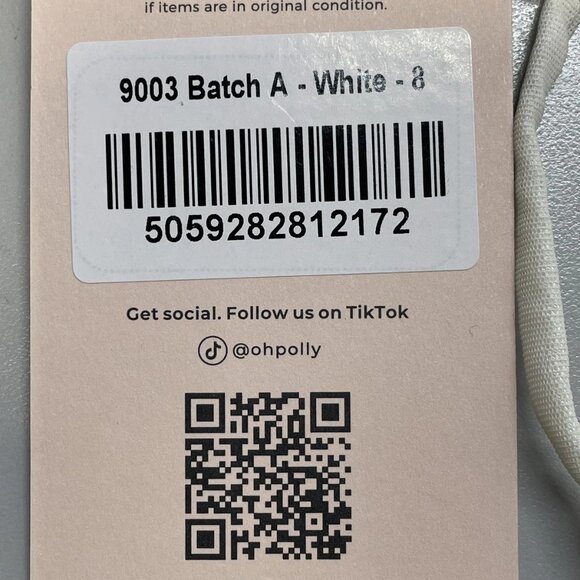 if items are in original condition.
9003 Batch A - White - 8
5059282812172
Get social. Follow us on TikTok
@ohpolly